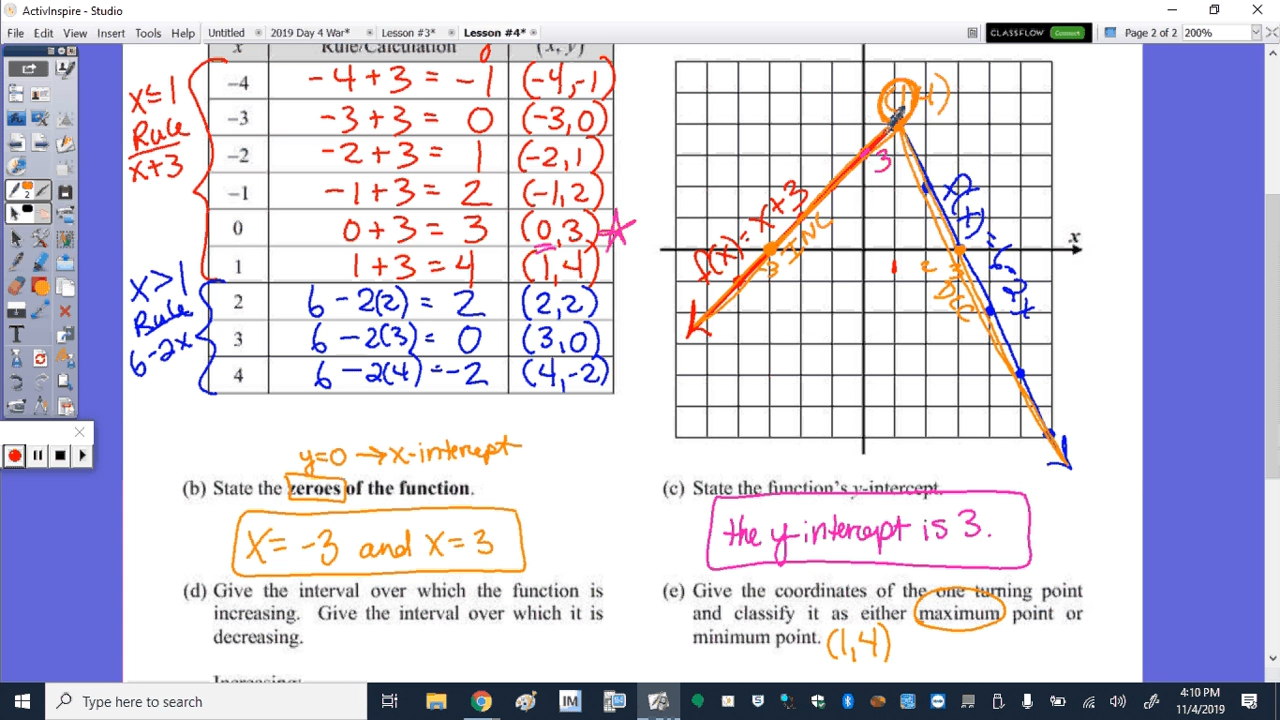 ActivInspire - Studio
File Edit View Insert Tools Help Untitled 2019 Day 4 War* Lesson #3* Lesson #4* CLASSFLOW Connect Page 2 of 2 200%
x Rule/Calculation y (x, y)
-4 -4+3 = -1 (-4,-1)
-3 -3+3 = 0 (-3,0)
-2 -2+3 = 1 (-2,1)
-1 -1+3 = 2 (-1,2)
0 0+3 = 3 (0,3)
1 1+3 = 4 (1,4)
2 6-2(2) = 2 (2,2)
3 6-2(3) = 0 (3,0)
4 6-2(4) = -2 (4,-2)
x≤1
Rule
x+3
x>1
Rule
6-2x
3
f(x) = x+3
INC
-3
x
f(x) = 6-2x
DEC
y=0 → x-intercept
(b) State the zeroes of the function.
x= -3 and x=3
(c) State the function's y-intercept.
the y-intercept is 3.
(d) Give the interval over which the function is
increasing. Give the interval over which it is
decreasing.
Increasing:
(e) Give the coordinates of the one turning point
and classify it as either maximum point or
minimum point. (1,4)
Type here to search
4:10 PM
11/4/2019